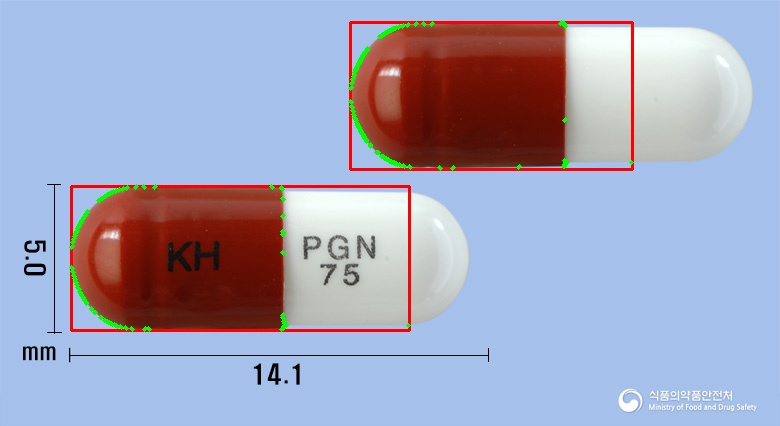 KH
PGN
75
5.0
mm
14.1
식품의약품안전처
Ministry of Food and Drug Safety